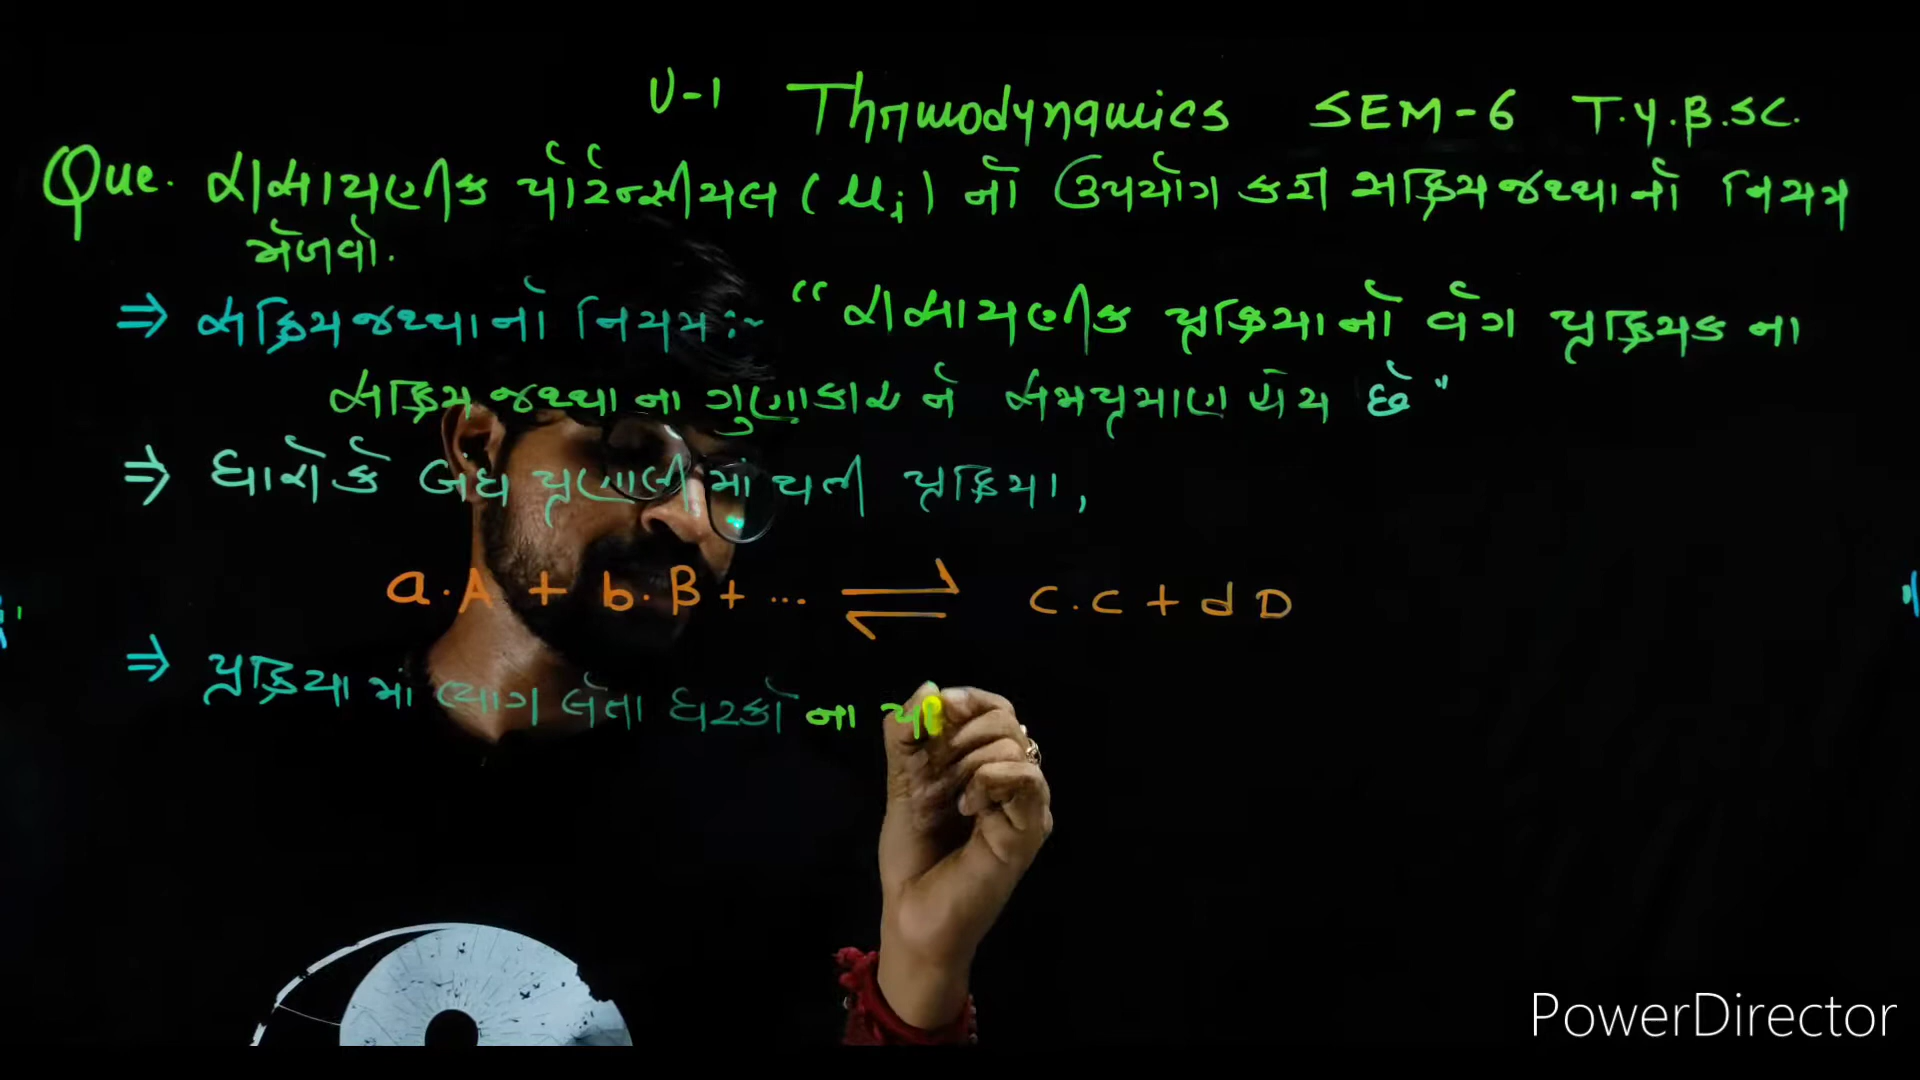 U-1 Thermodynamics SEM-6 T.Y.B.SC.
Que. રાસાયણીક પોટેન્સીયલ (μi) નો ઉપયોગ કરી સક્રિયજથ્થાનો નિયમ
મેળવો.
⇒ સક્રિયજથ્થાનો નિયમ:- “રાસાયણીક પ્રક્રિયાનો વેગ પ્રક્રિયક ના
સક્રિય જથ્થા ના ગુણાકાર ને સમપ્રમાણ હોય છે"
⇒ ધારો કે બંધ પ્રણાલી માં થતી પ્રક્રિયા,
a.A + b.B + ... ⇌ C.C + dD
⇒ પ્રક્રિયા માં ભાગ લેતા ઘટકો ના
PowerDirector